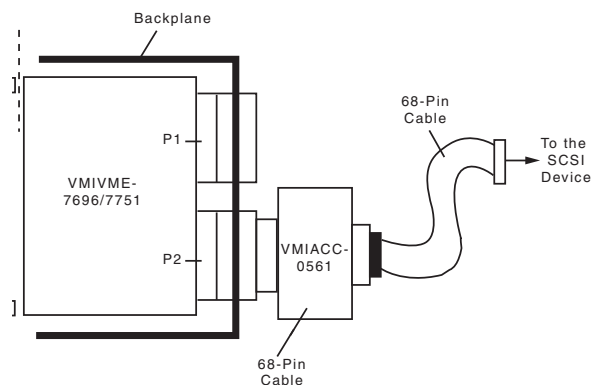 Backplane
68-Pin
Cable
P1
To the
SCSI
Device
VMIVME-
7696/7751
P2
VMIACC-
0561
68-Pin
Cable